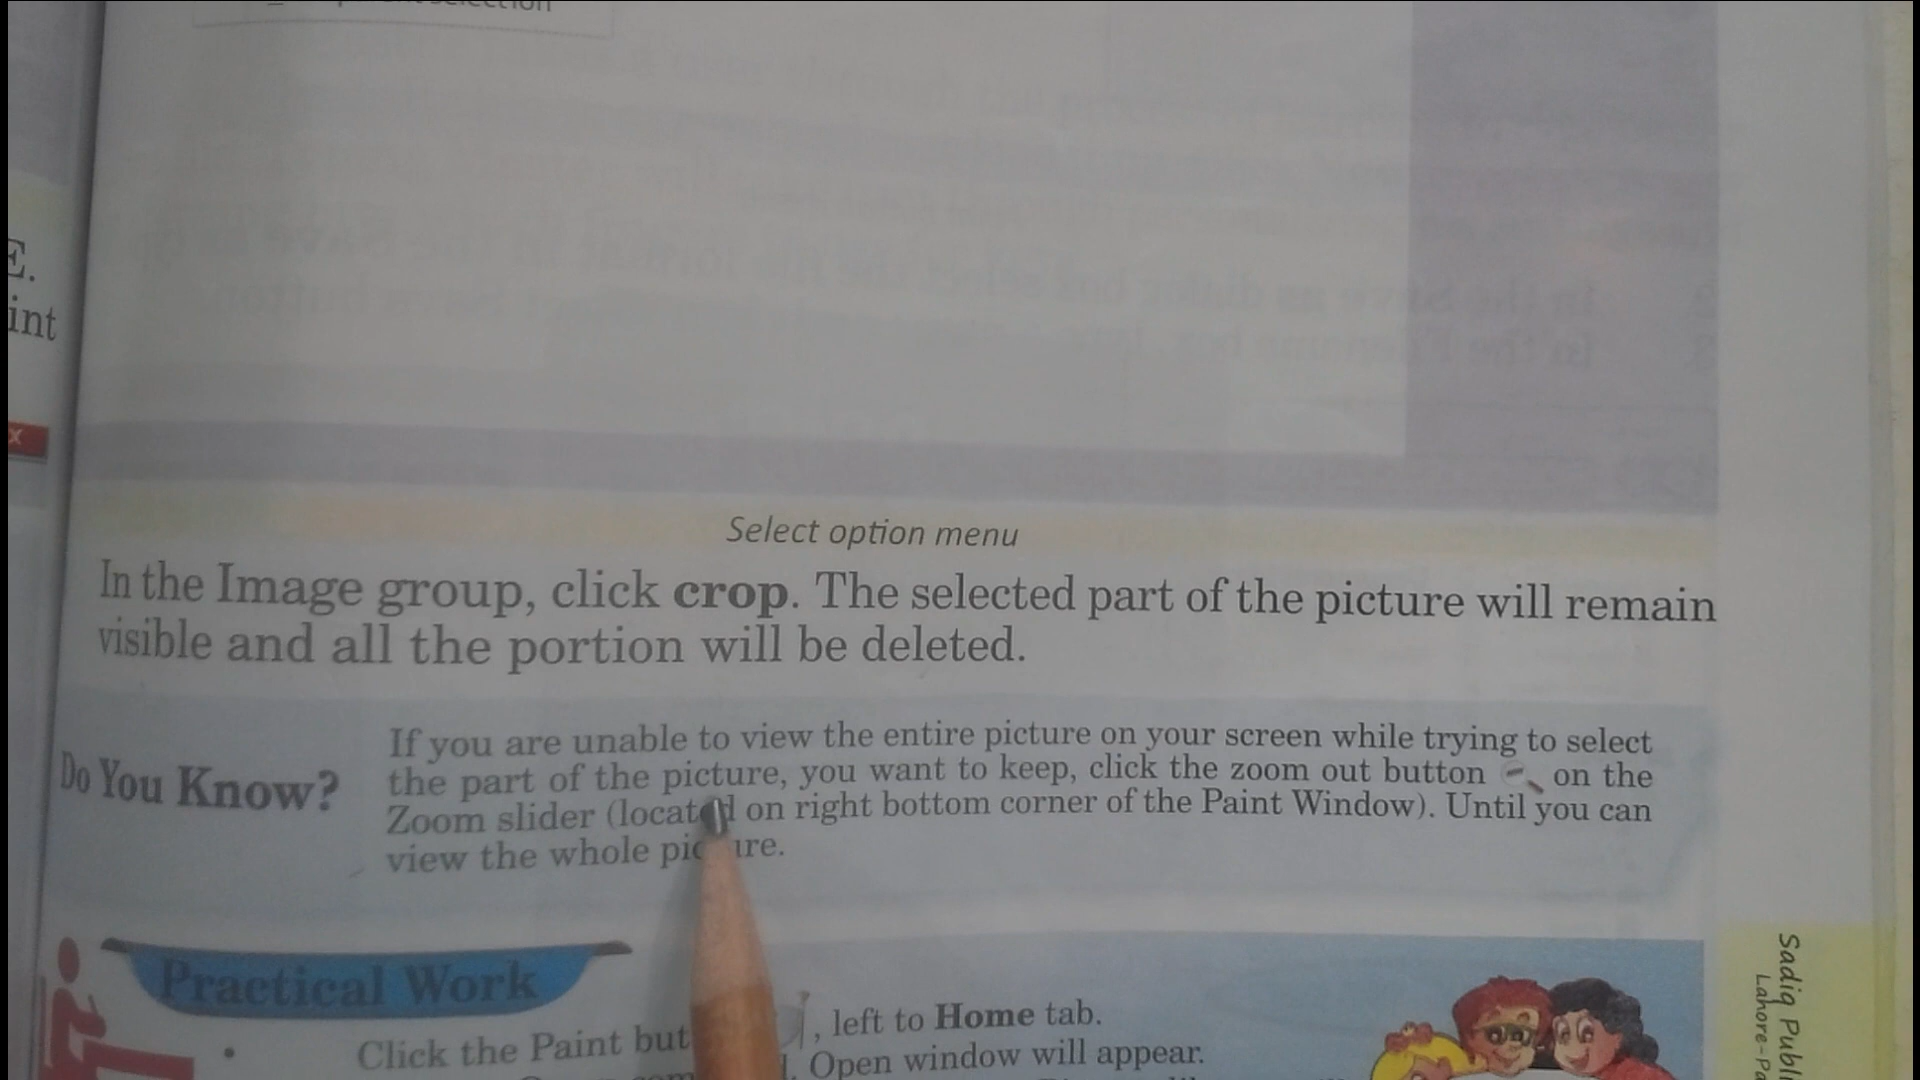 E.
int
x
Select option menu
In the Image group, click crop. The selected part of the picture will remain
visible and all the portion will be deleted.
Do You Know?
If you are unable to view the entire picture on your screen while trying to select
the part of the picture, you want to keep, click the zoom out button on the
Zoom slider (located on right bottom corner of the Paint Window). Until you can
view the whole picture.
Practical Work
• Click the Paint but , left to Home tab.
Open window will appear.
Sadiq Publi
Lahore-Pa